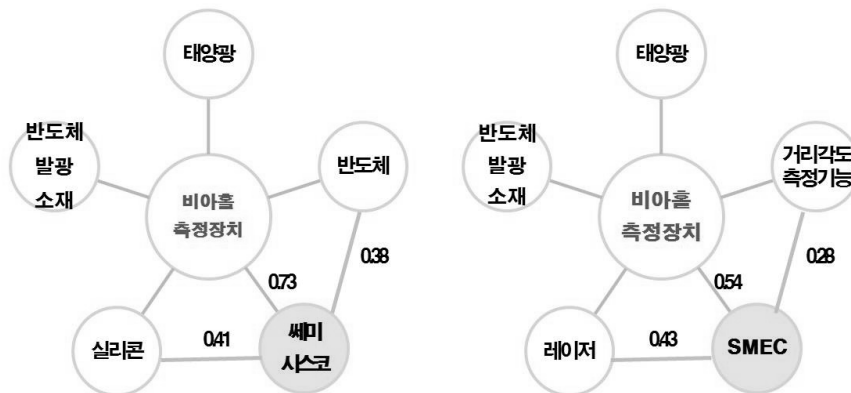 태양광
반도체
발광
소재
반도체
비아홀
측정장치
0.38
0.73
실리콘
0.41
쎄미
시스코
태양광
반도체
발광
소재
거리각도
측정가능
비아홀
측정장치
0.28
0.54
레이저
0.43
SMEC